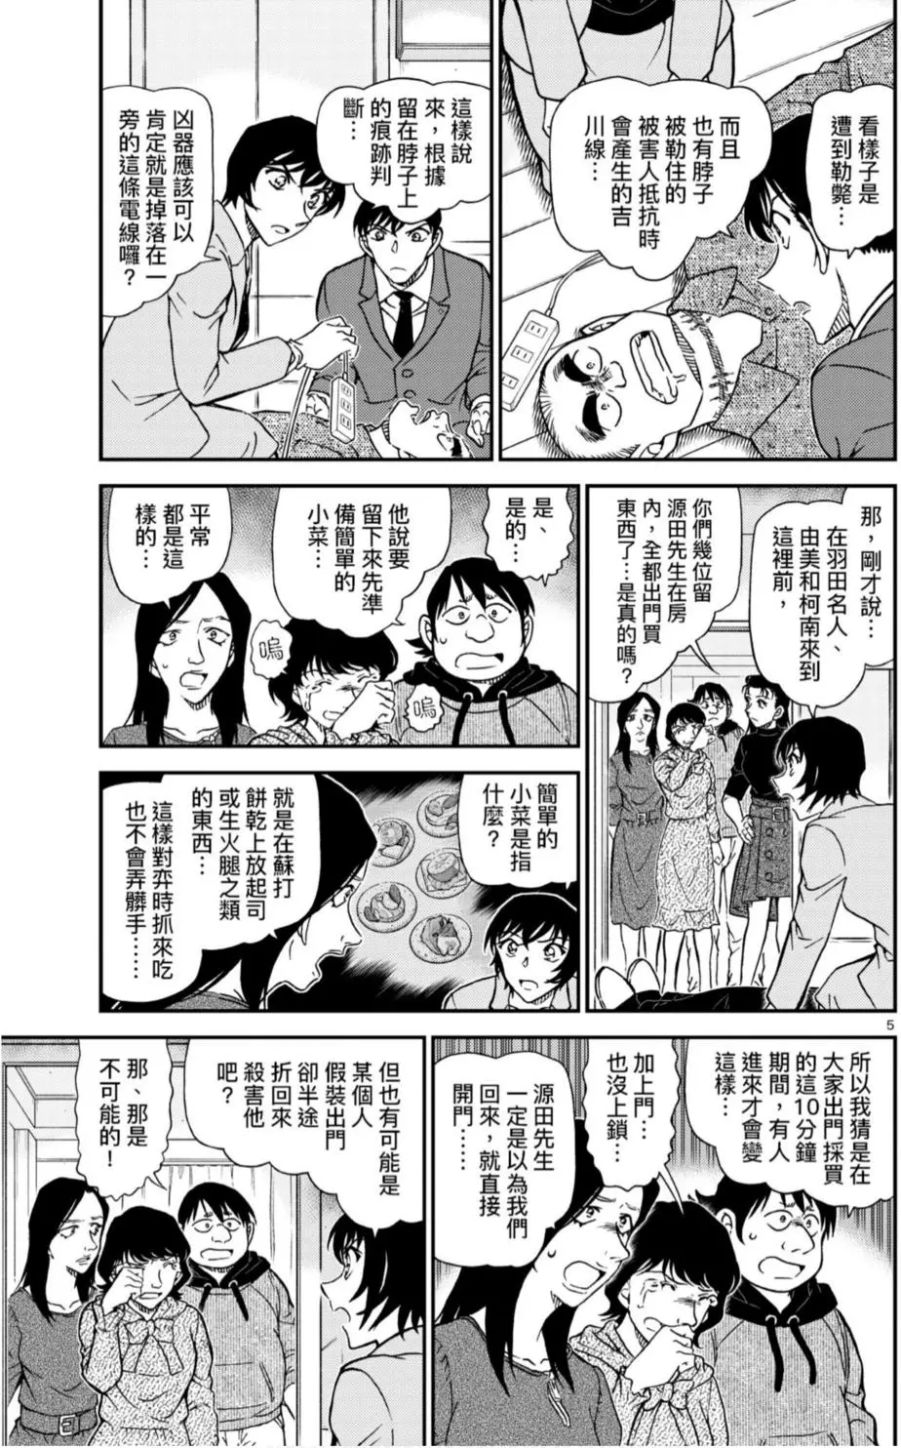 看樣子是
遭到勒斃…
而且
也有脖子
被勒住的
被害人抵抗時
會產生的吉
川線…
這樣說
來，根據
留在脖子上
的痕跡判
斷…
凶器應該可以
肯定就是掉落在一
旁的這條電線囉？
那，剛才說…
在羽田名人、
由美和柯南來到
這裡前，
你們幾位留
源田先生在房
內，全都出門買
東西了…是真的嗎？
是、
是的…
他說要
留下來先準
備簡單的
小菜…
嗚
嗚
平常
都是這
樣的…
簡單的
小菜是指
什麼？
就是在蘇打
餅乾上放起司
或生火腿之類
的東西…
這樣對弈時抓來吃
也不會弄髒手……
5
所以我猜是在
大家出門採買
的這10分鐘
期間，有人
進來才會變
這樣…
加上門…
也沒上鎖…
源田先生
一定是以為我們
回來，就直接
開門……
但也有可能是
某個人
假裝出門
卻半途
折回來
殺害他
吧？
那、那是
不可能的！